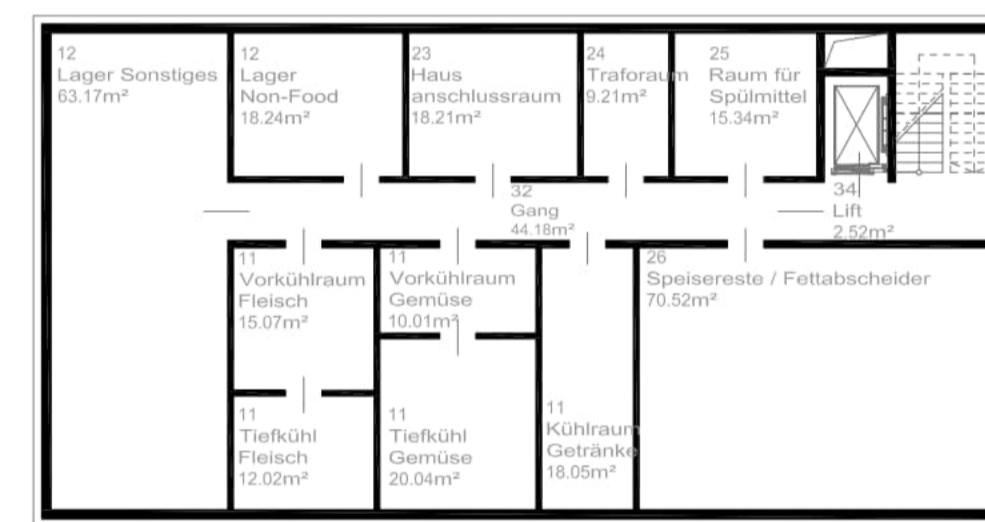 12
Lager Sonstiges
63.17m²
12
Lager
Non-Food
18.24m²
23
Haus
anschlussraum
18.21m²
24
Traforaum
9.21m²
25
Raum für
Spülmittel
15.34m²
32
Gang
44.18m²
34
Lift
2.52m²
11
Vorkühlraum
Fleisch
15.07m²
11
Vorkühlraum
Gemüse
10.01m²
26
Speisereste / Fettabscheider
70.52m²
11
Tiefkühl
Fleisch
12.02m²
11
Tiefkühl
Gemüse
20.04m²
11
Kühlraum
Getränke
18.05m²